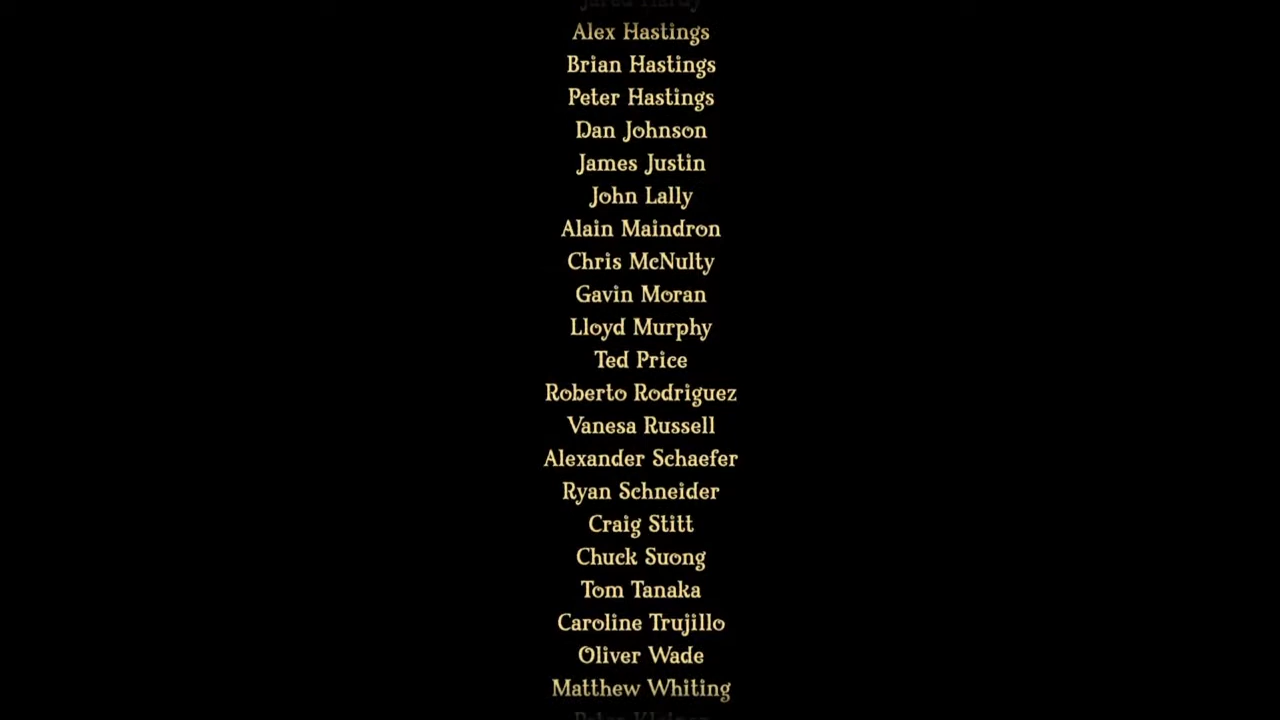 Jared Hardy
Alex Hastings
Brian Hastings
Peter Hastings
Dan Johnson
James Justin
John Lally
Alain Maindron
Chris McNulty
Gavin Moran
Lloyd Murphy
Ted Price
Roberto Rodriguez
Vanesa Russell
Alexander Schaefer
Ryan Schneider
Craig Stitt
Chuck Suong
Tom Tanaka
Caroline Trujillo
Oliver Wade
Matthew Whiting